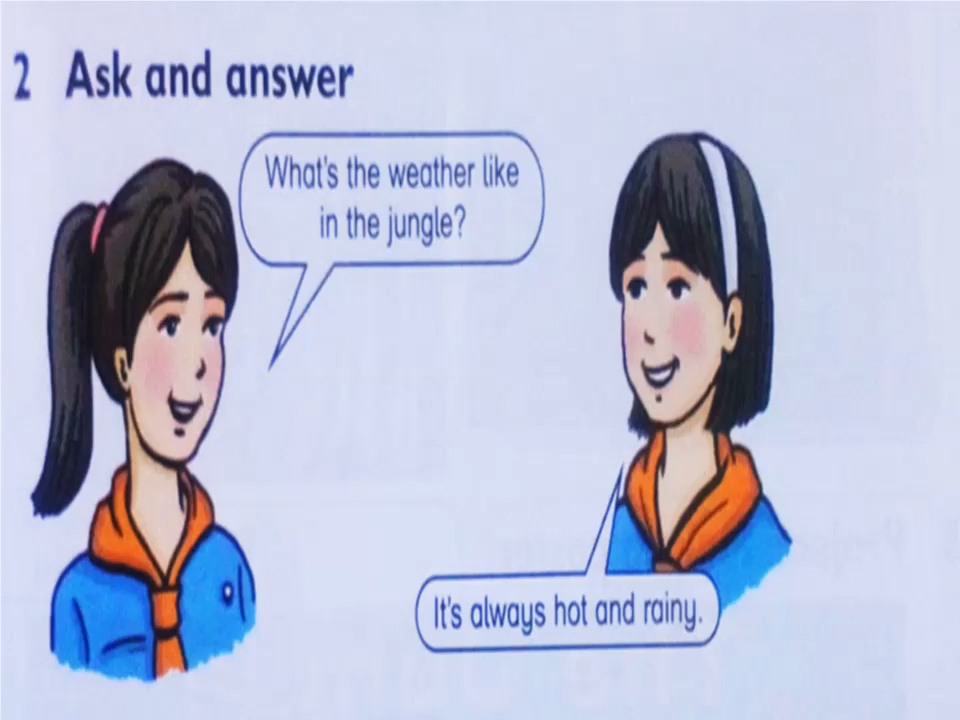 2 Ask and answer
What's the weather like
in the jungle?
It's always hot and rainy.